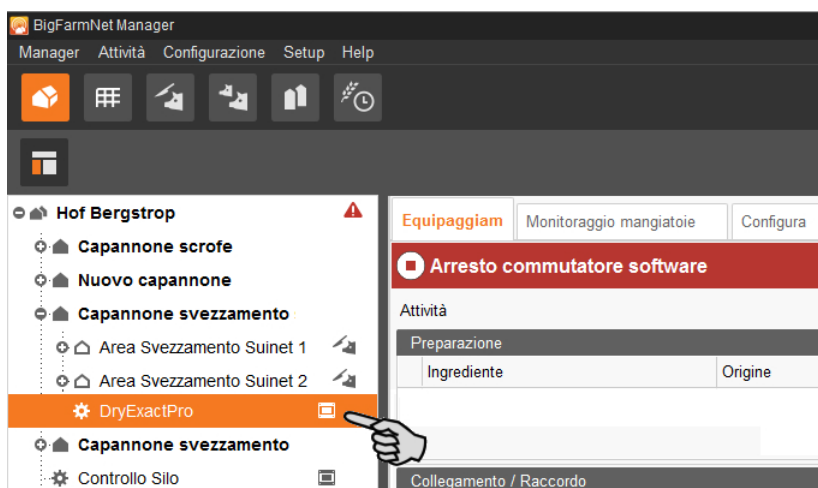 BigFarmNet Manager
Manager Attività Configurazione Setup Help
Hof Bergstrop
Capannone scrofe
Nuovo capannone
Capannone svezzamento
Area Svezzamento Suinet 1
Area Svezzamento Suinet 2
DryExactPro
Capannone svezzamento
Controllo Silo
Equipaggiam Monitoraggio mangiatoie Configura
Arresto commutatore software
Attività
Preparazione
Ingrediente Origine
Collegamento / Raccordo